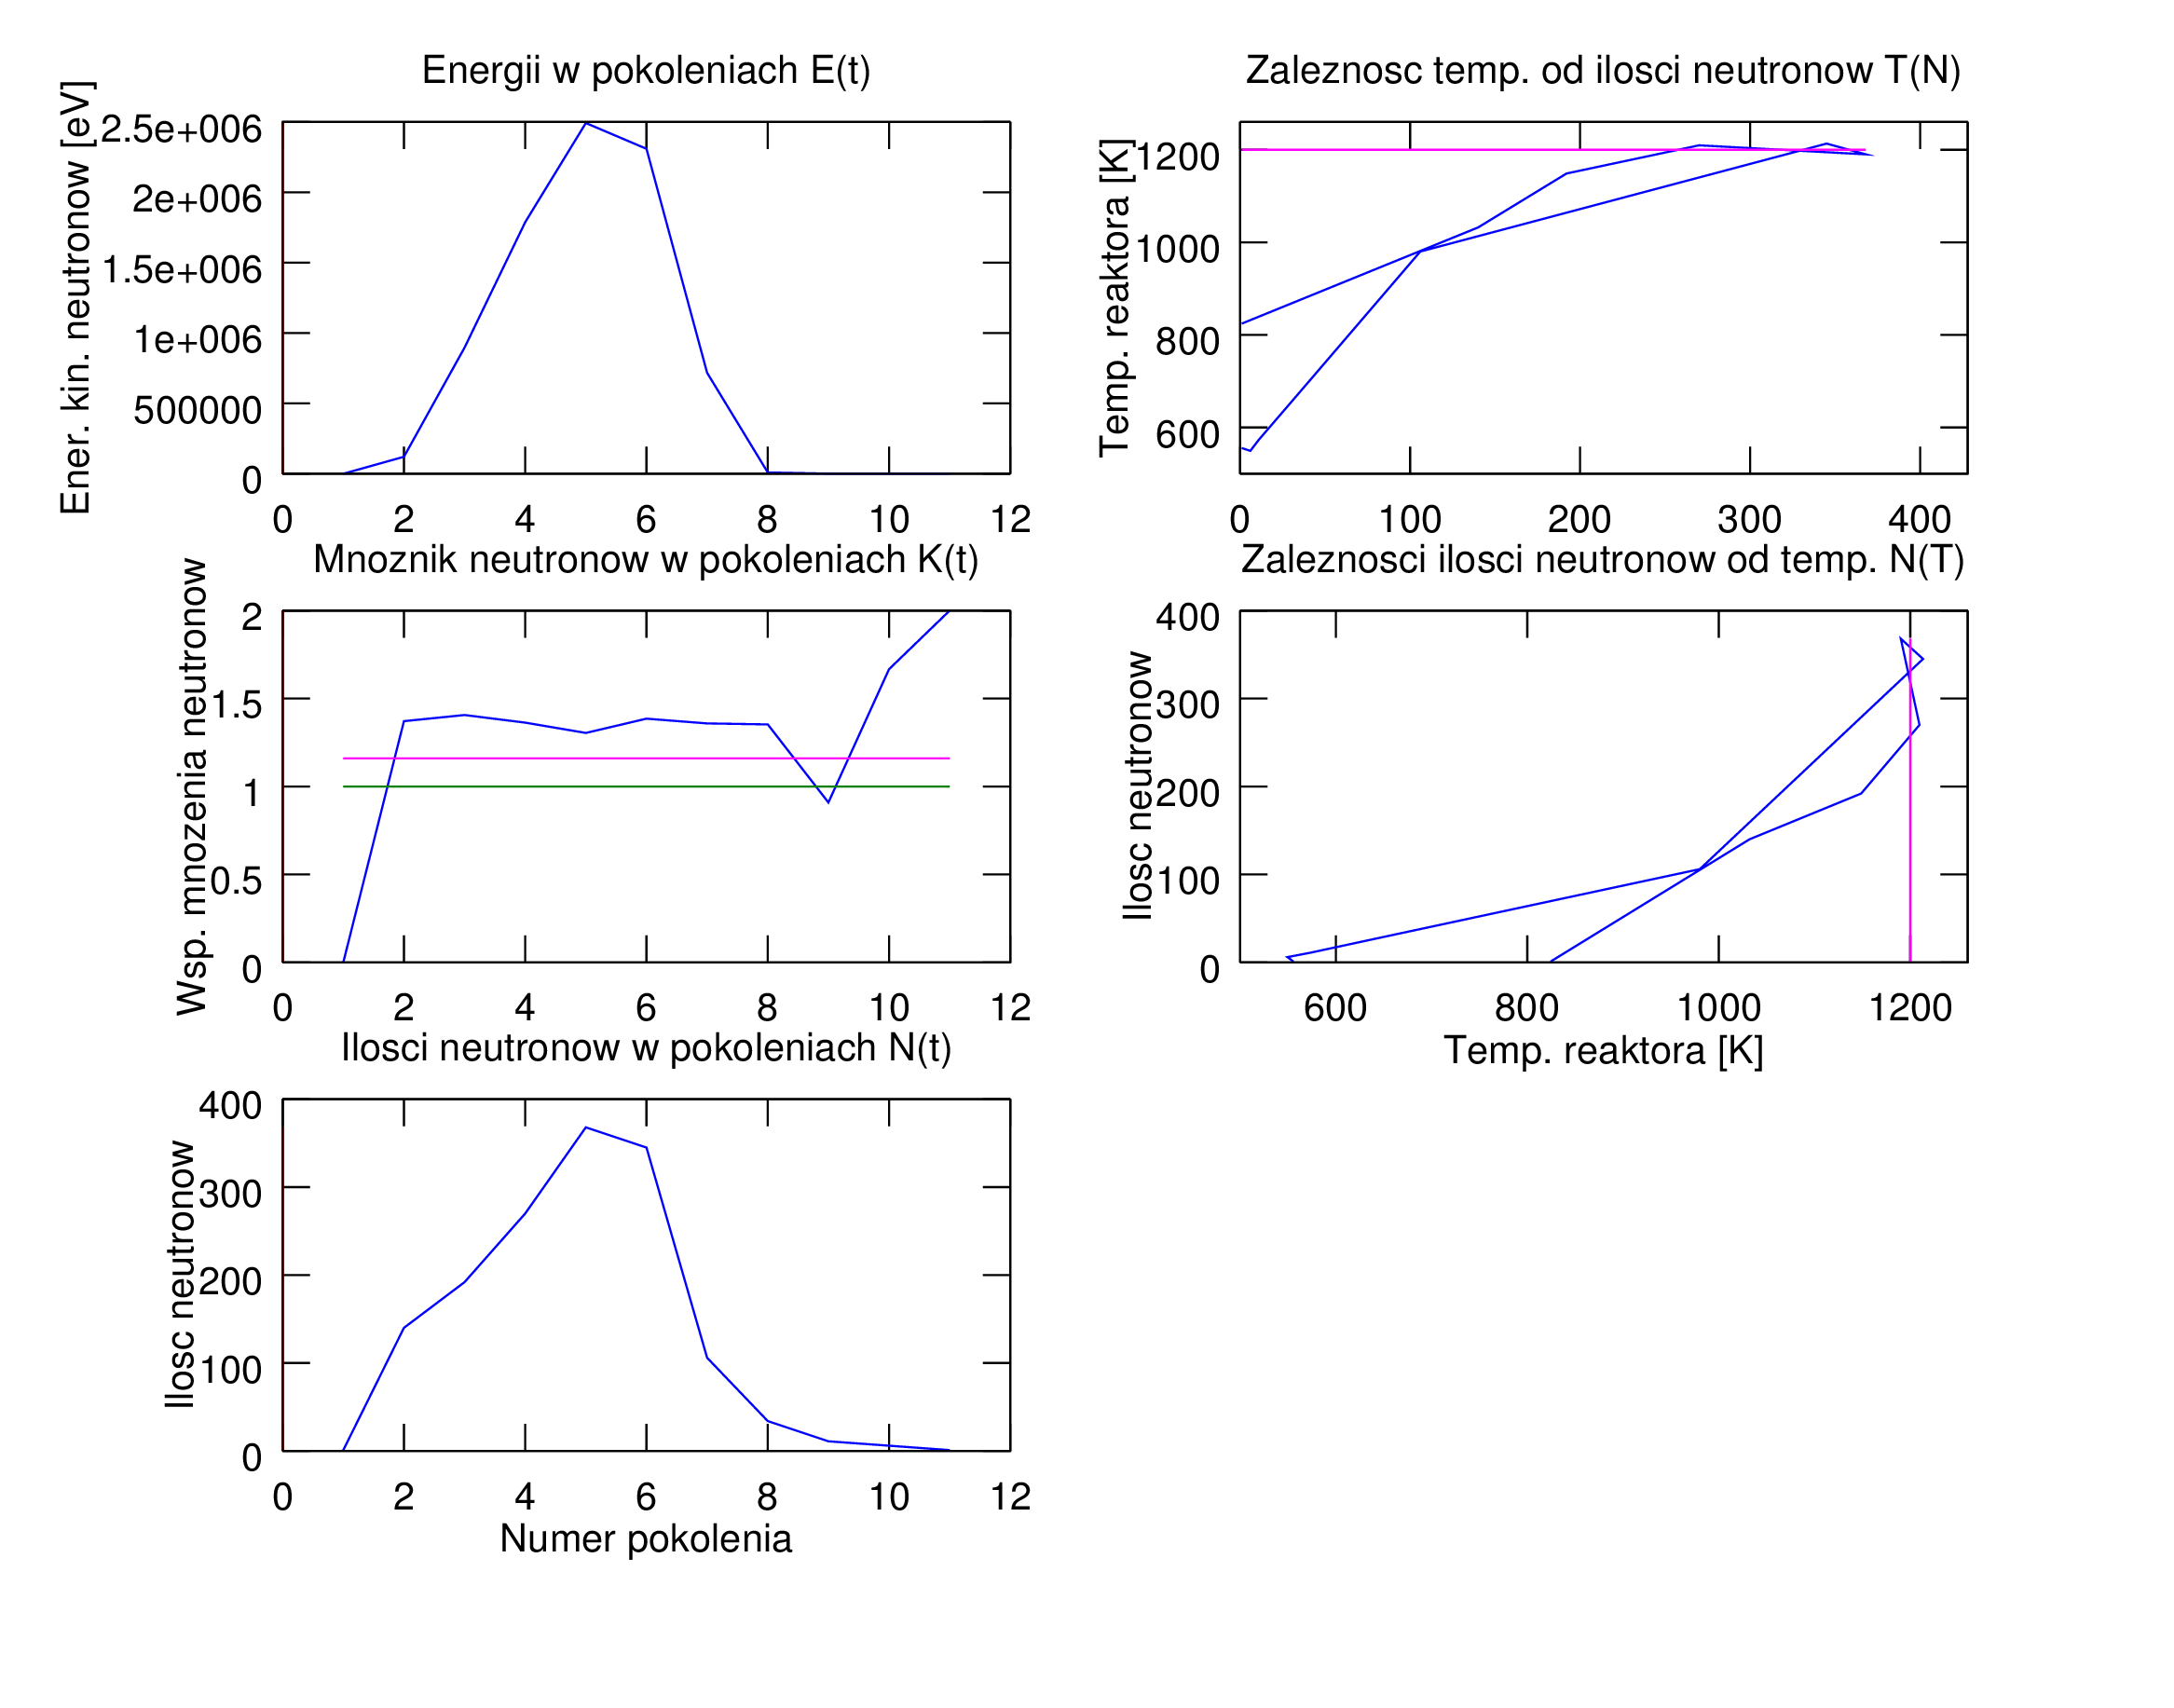 Energii w pokoleniach E(t)
Ener. kin. neutronow [eV]
2.5e+006
2e+006
1.5e+006
1e+006
500000
0
0 2 4 6 8 10 12
Zaleznosc temp. od ilosci neutronow T(N)
Temp. reaktora [K]
1200
1000
800
600
0 100 200 300 400
Mnoznik neutronow w pokoleniach K(t)
Wsp. mnozenia neutronow
2
1.5
1
0.5
0
0 2 4 6 8 10 12
Zaleznosci ilosci neutronow od temp. N(T)
Ilosc neutronow
400
300
200
100
0
600 800 1000 1200
Temp. reaktora [K]
Ilosci neutronow w pokoleniach N(t)
Ilosc neutronow
400
300
200
100
0
0 2 4 6 8 10 12
Numer pokolenia